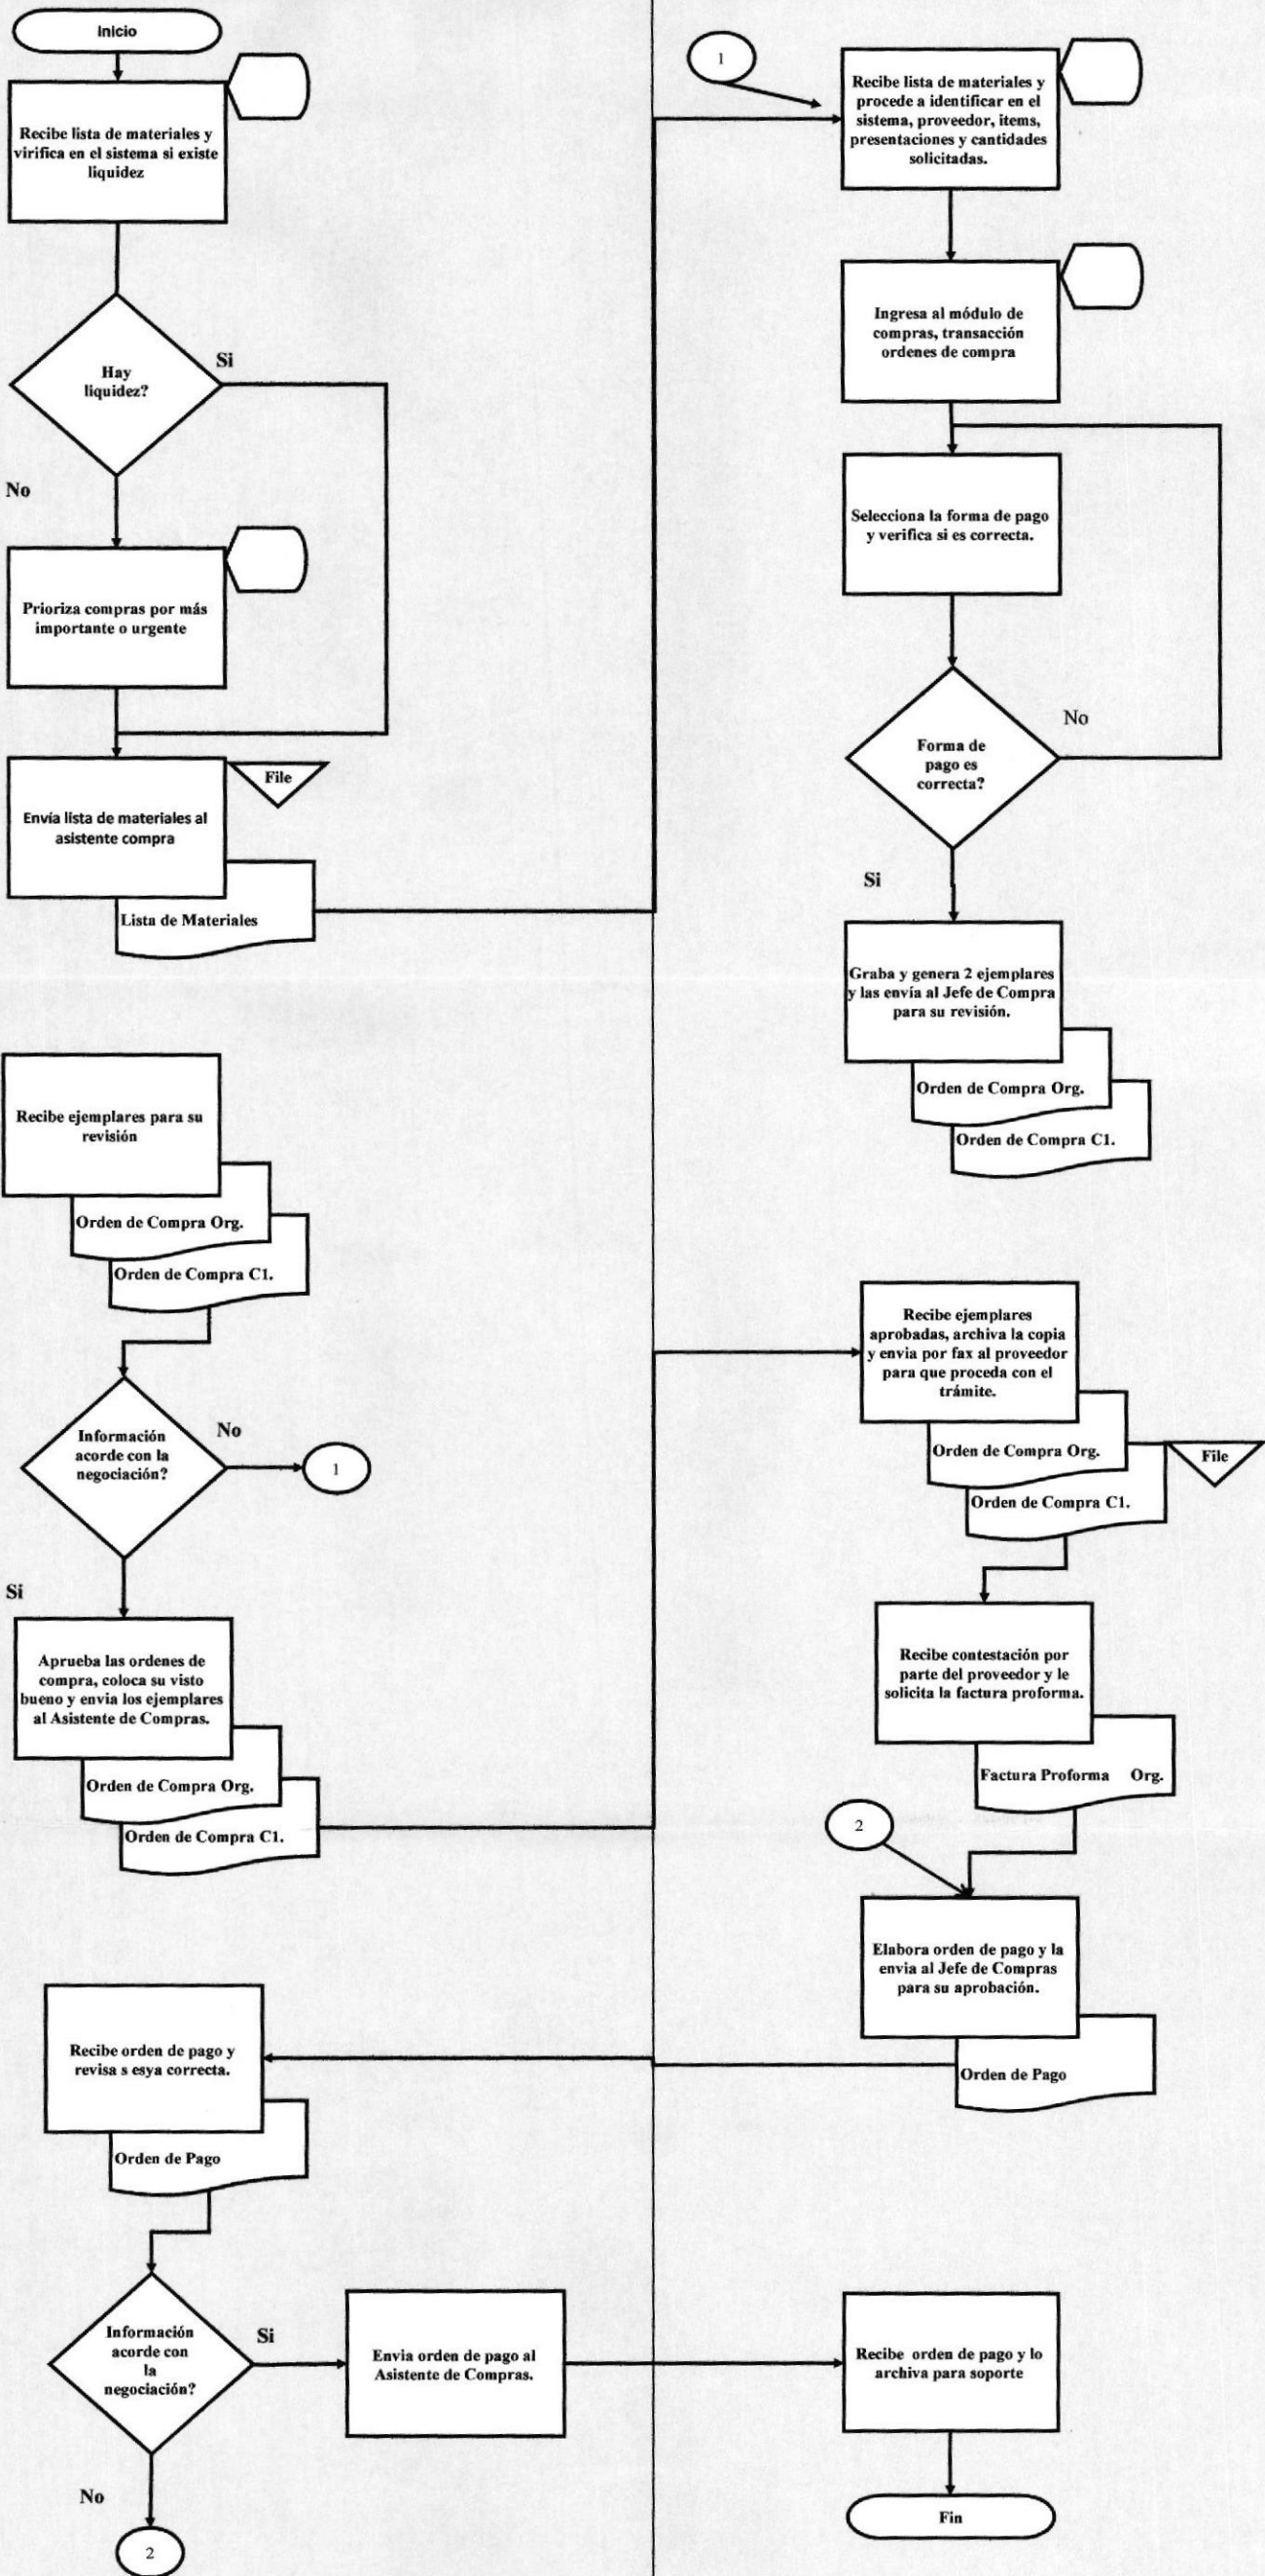 Inicio
Recibe lista de materiales y
virifica en el sistema si existe
liquidez
Hay
liquidez?
Si
No
Prioriza compras por más
importante o urgente
Envía lista de materiales al
asistente compra
File
Lista de Materiales
Recibe ejemplares para su
revisión
Orden de Compra Org.
Orden de Compra C1.
Información
acorde con la
negociación?
No
1
Si
Aprueba las ordenes de
compra, coloca su visto
bueno y envia los ejemplares
al Asistente de Compras.
Orden de Compra Org.
Orden de Compra C1.
Recibe orden de pago y
revisa s esya correcta.
Orden de Pago
Información
acorde con
la
negociación?
Si
No
2
Envia orden de pago al
Asistente de Compras.
1
Recibe lista de materiales y
procede a identificar en el
sistema, proveedor, items,
presentaciones y cantidades
solicitadas.
Ingresa al módulo de
compras, transacción
ordenes de compra
Selecciona la forma de pago
y verifica si es correcta.
Forma de
pago es
correcta?
No
Si
Graba y genera 2 ejemplares
y las envía al Jefe de Compra
para su revisión.
Orden de Compra Org.
Orden de Compra C1.
Recibe ejemplares
aprobadas, archiva la copia
y envia por fax al proveedor
para que proceda con el
trámite.
Orden de Compra Org.
File
Orden de Compra C1.
Recibe contestación por
parte del proveedor y le
solicita la factura proforma.
Factura Proforma Org.
2
Elabora orden de pago y la
envia al Jefe de Compras
para su aprobación.
Orden de Pago
Recibe orden de pago y lo
archiva para soporte
Fin